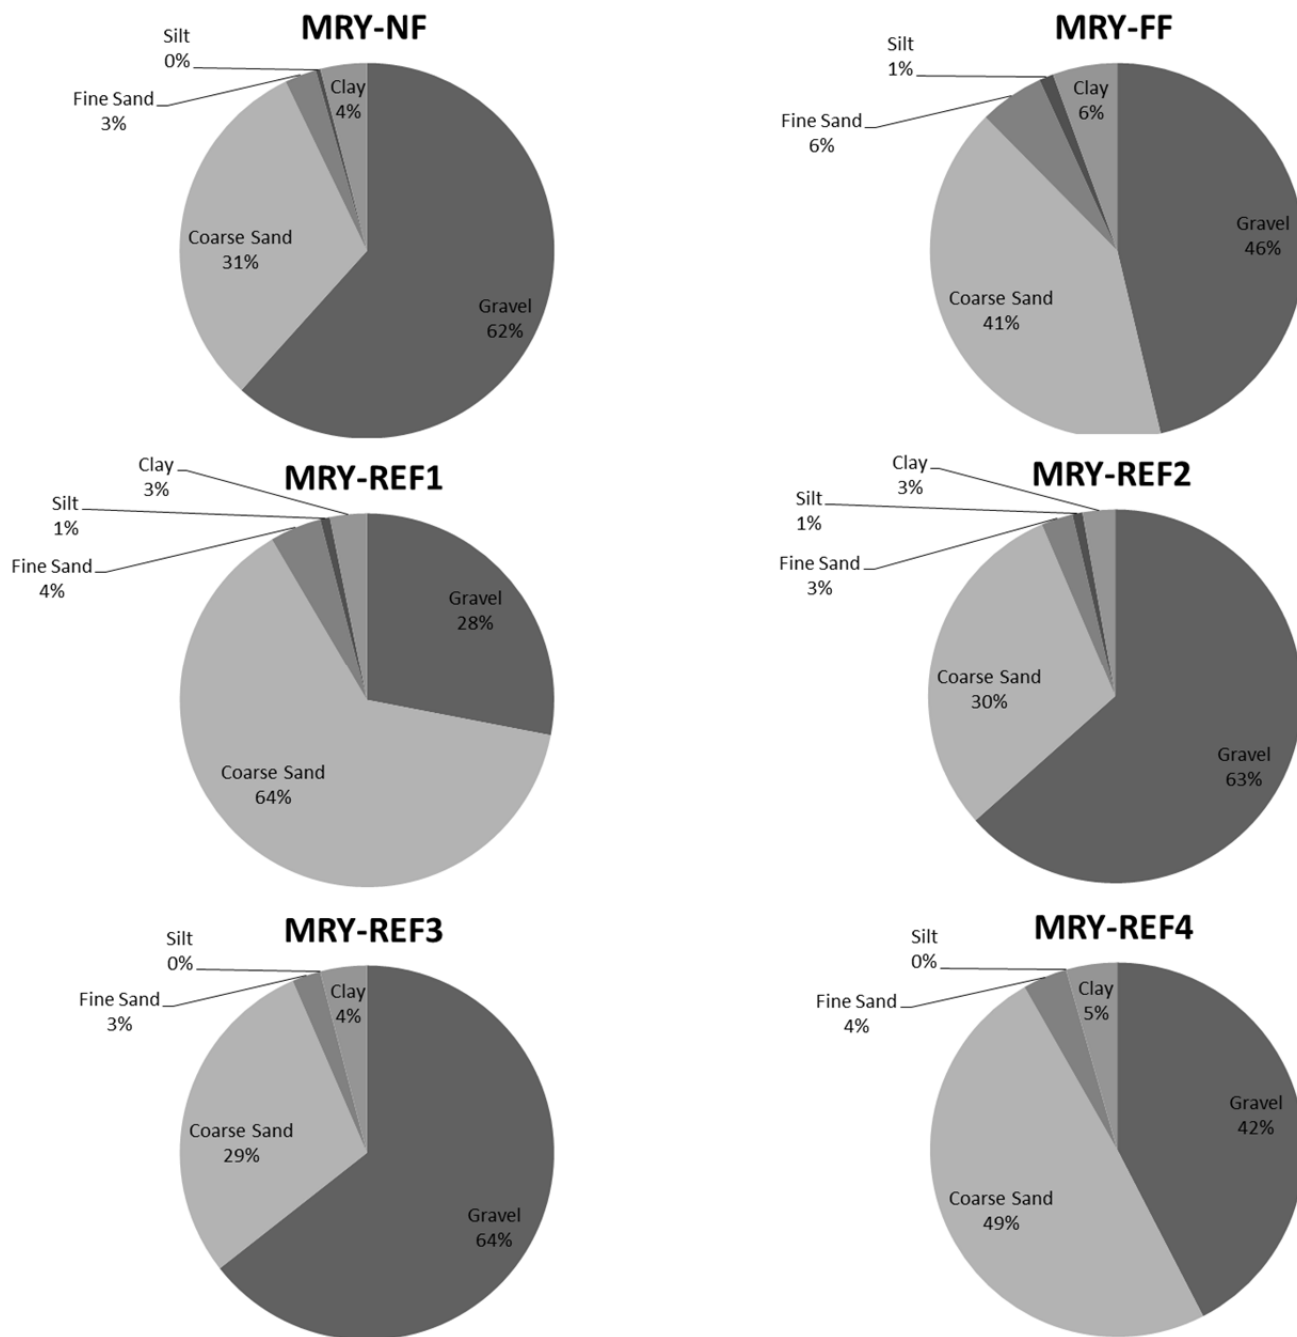 MRY-NF
Silt
0%
Fine Sand
3%
Clay
4%
Coarse Sand
31%
Gravel
62%
MRY-FF
Silt
1%
Fine Sand
6%
Clay
6%
Gravel
46%
Coarse Sand
41%
MRY-REF1
Clay
3%
Silt
1%
Fine Sand
4%
Gravel
28%
Coarse Sand
64%
MRY-REF2
Clay
3%
Silt
1%
Fine Sand
3%
Coarse Sand
30%
Gravel
63%
MRY-REF3
Silt
0%
Fine Sand
3%
Clay
4%
Coarse Sand
29%
Gravel
64%
MRY-REF4
Silt
0%
Fine Sand
4%
Clay
5%
Gravel
42%
Coarse Sand
49%